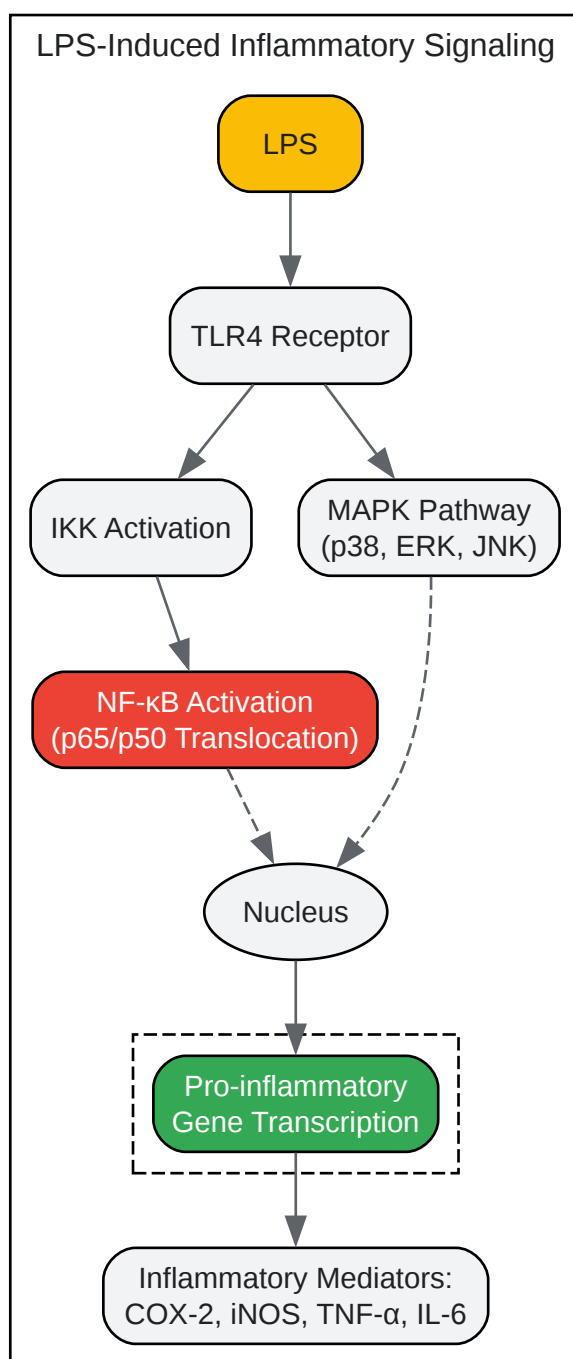 LPS-Induced Inflammatory Signaling
LPS
TLR4 Receptor
IKK Activation
MAPK Pathway
(p38, ERK, JNK)
NF-κB Activation
(p65/p50 Translocation)
Nucleus
Pro-inflammatory
Gene Transcription
Inflammatory Mediators:
COX-2, iNOS, TNF-α, IL-6